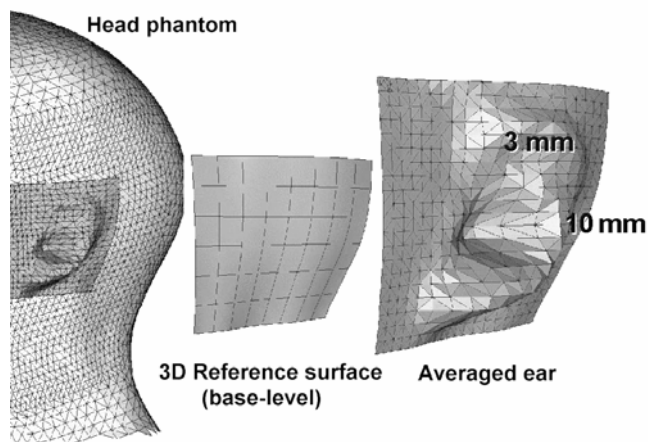 Head phantom
3 mm
10 mm
3D Reference surface
(base-level)
Averaged ear